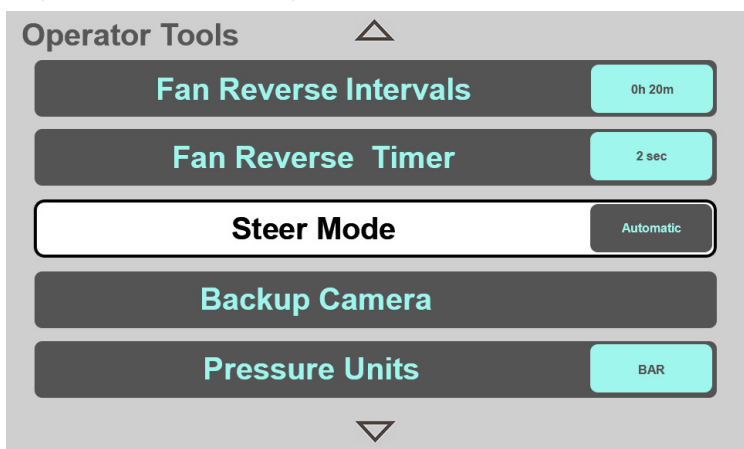 Operator Tools
Fan Reverse Intervals 0h 20m
Fan Reverse Timer 2 sec
Steer Mode Automatic
Backup Camera
Pressure Units BAR